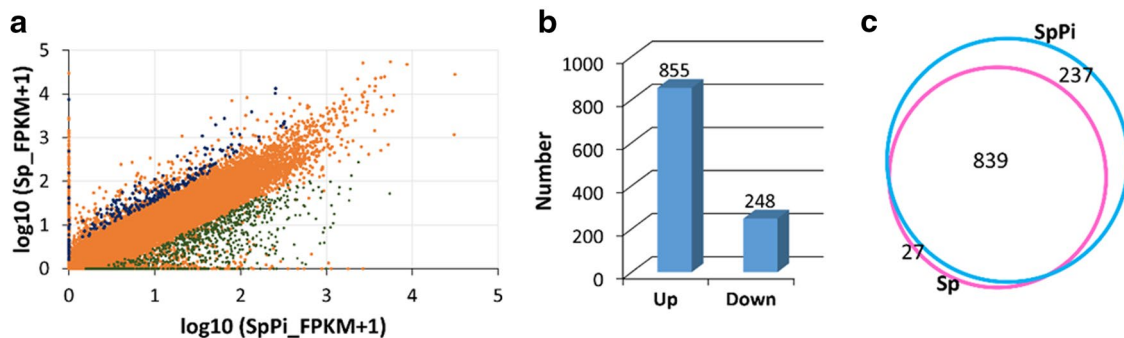 a
5
4
3
2
1
0
log10 (Sp_FPKM+1)
0 1 2 3 4 5
log10 (SpPi_FPKM+1)
b
1000
800
600
400
200
0
Number
855
248
Up Down
c
SpPi
237
839
27
Sp